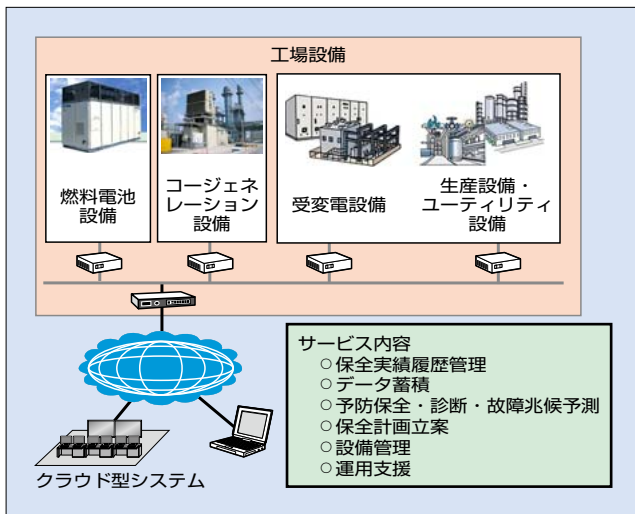 工場設備
燃料電池
設備
コージェネ
レーション
設備
受変電設備
生産設備・
ユーティリティ
設備
サービス内容
○保全実績履歴管理
○データ蓄積
○予防保全・診断・故障兆候予測
○保全計画立案
○設備管理
○運用支援
クラウド型システム